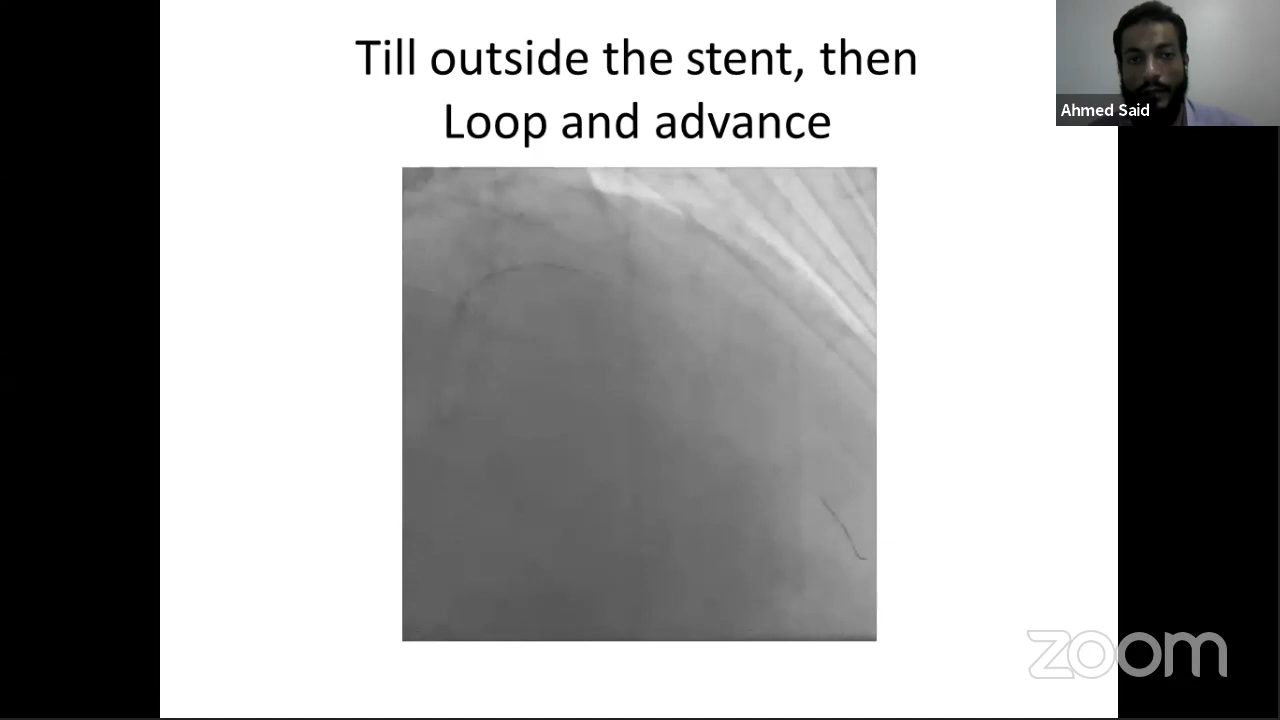 Till outside the stent, then
Loop and advance
Ahmed Said
zoom